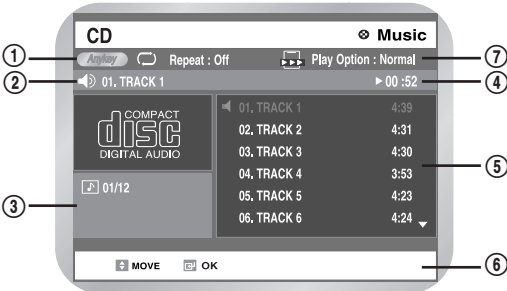 CD
Music
① Anykey Repeat : Off Play Option : Normal ⑦
② 01. TRACK 1 00 :52 ④
COMPACT
disc
DIGITAL AUDIO
01. TRACK 1 4:39
02. TRACK 2 4:31
03. TRACK 3 4:30
04. TRACK 4 3:53
05. TRACK 5 4:23
06. TRACK 6 4:24
⑤
③ 01/12
MOVE OK ⑥